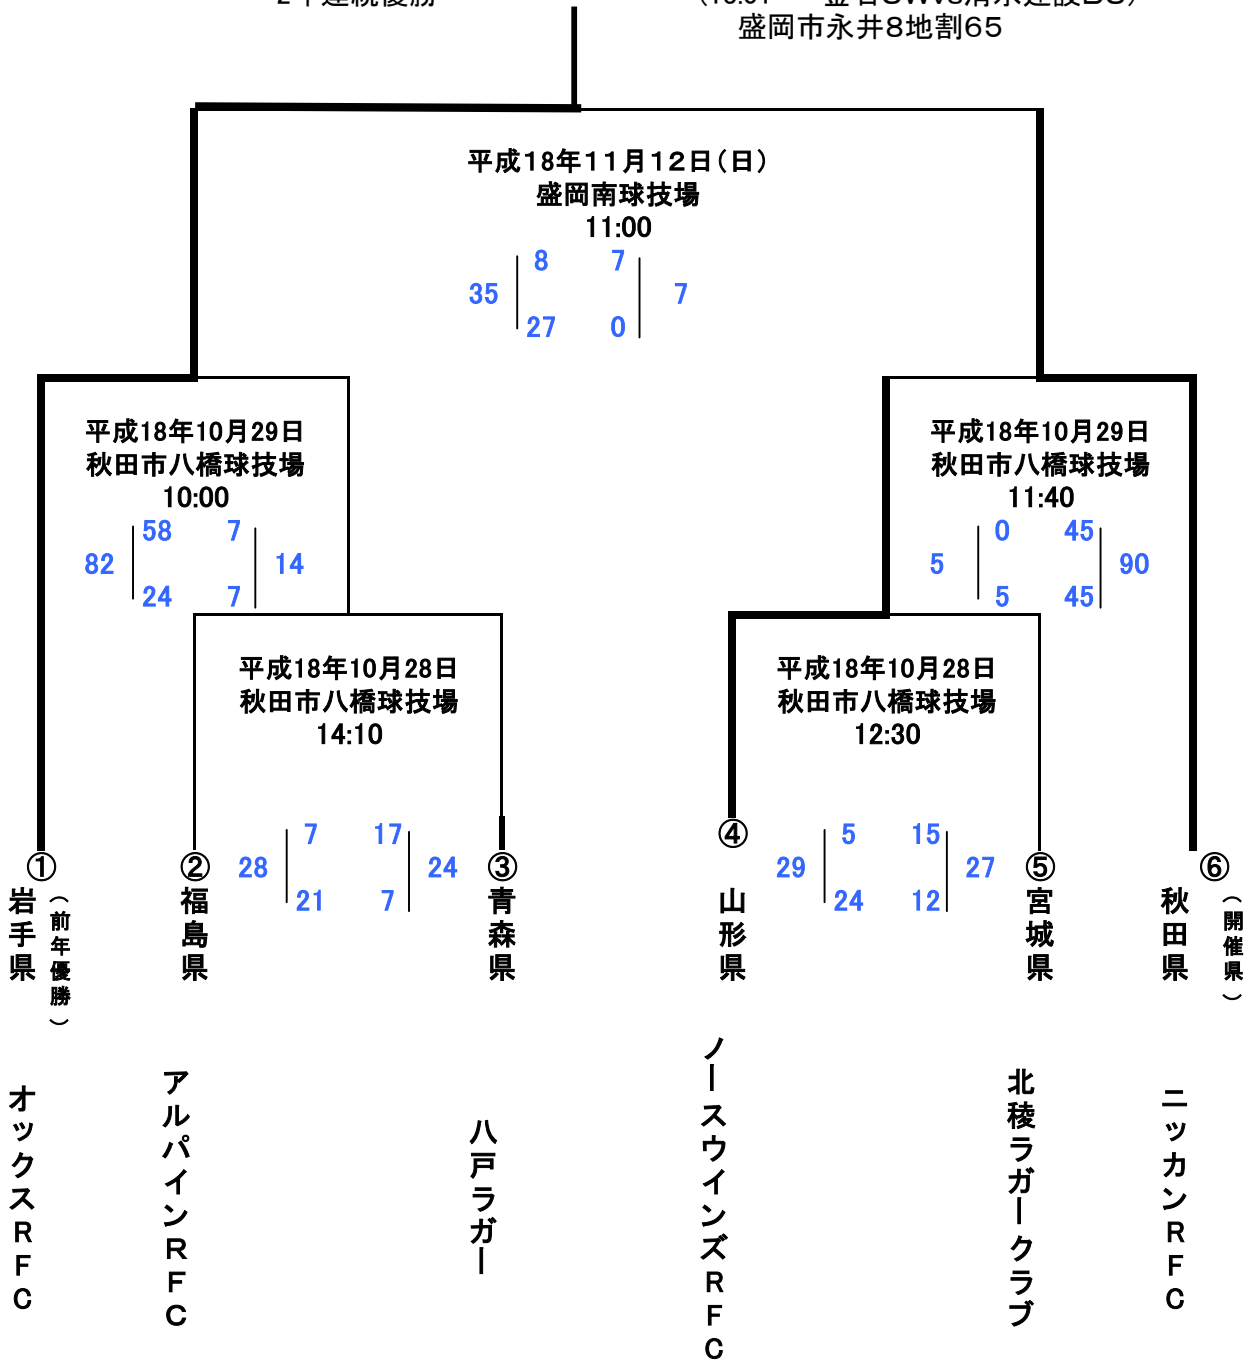 2年連続優勝
盛岡市永井8地割65
平成18年11月12日(日)
盛岡南球技場
11:00
8 7
35 7
27 0
平成18年10月29日
秋田市八橋球技場
10:00
58 7
82 14
24 7
平成18年10月29日
秋田市八橋球技場
11:40
0 45
5 90
5 45
平成18年10月28日
秋田市八橋球技場
14:10
7 17
28 24
21 7
平成18年10月28日
秋田市八橋球技場
12:30
5 15
29 27
24 12
①
岩手県
(前年優勝)
オックスRFC
②
福島県
アルパインRFC
③
青森県
八戸ラガー
④
山形県
ノースウインズRFC
⑤
宮城県
北稜ラガークラブ
⑥
秋田県
(開催県)
ニッカンRFC